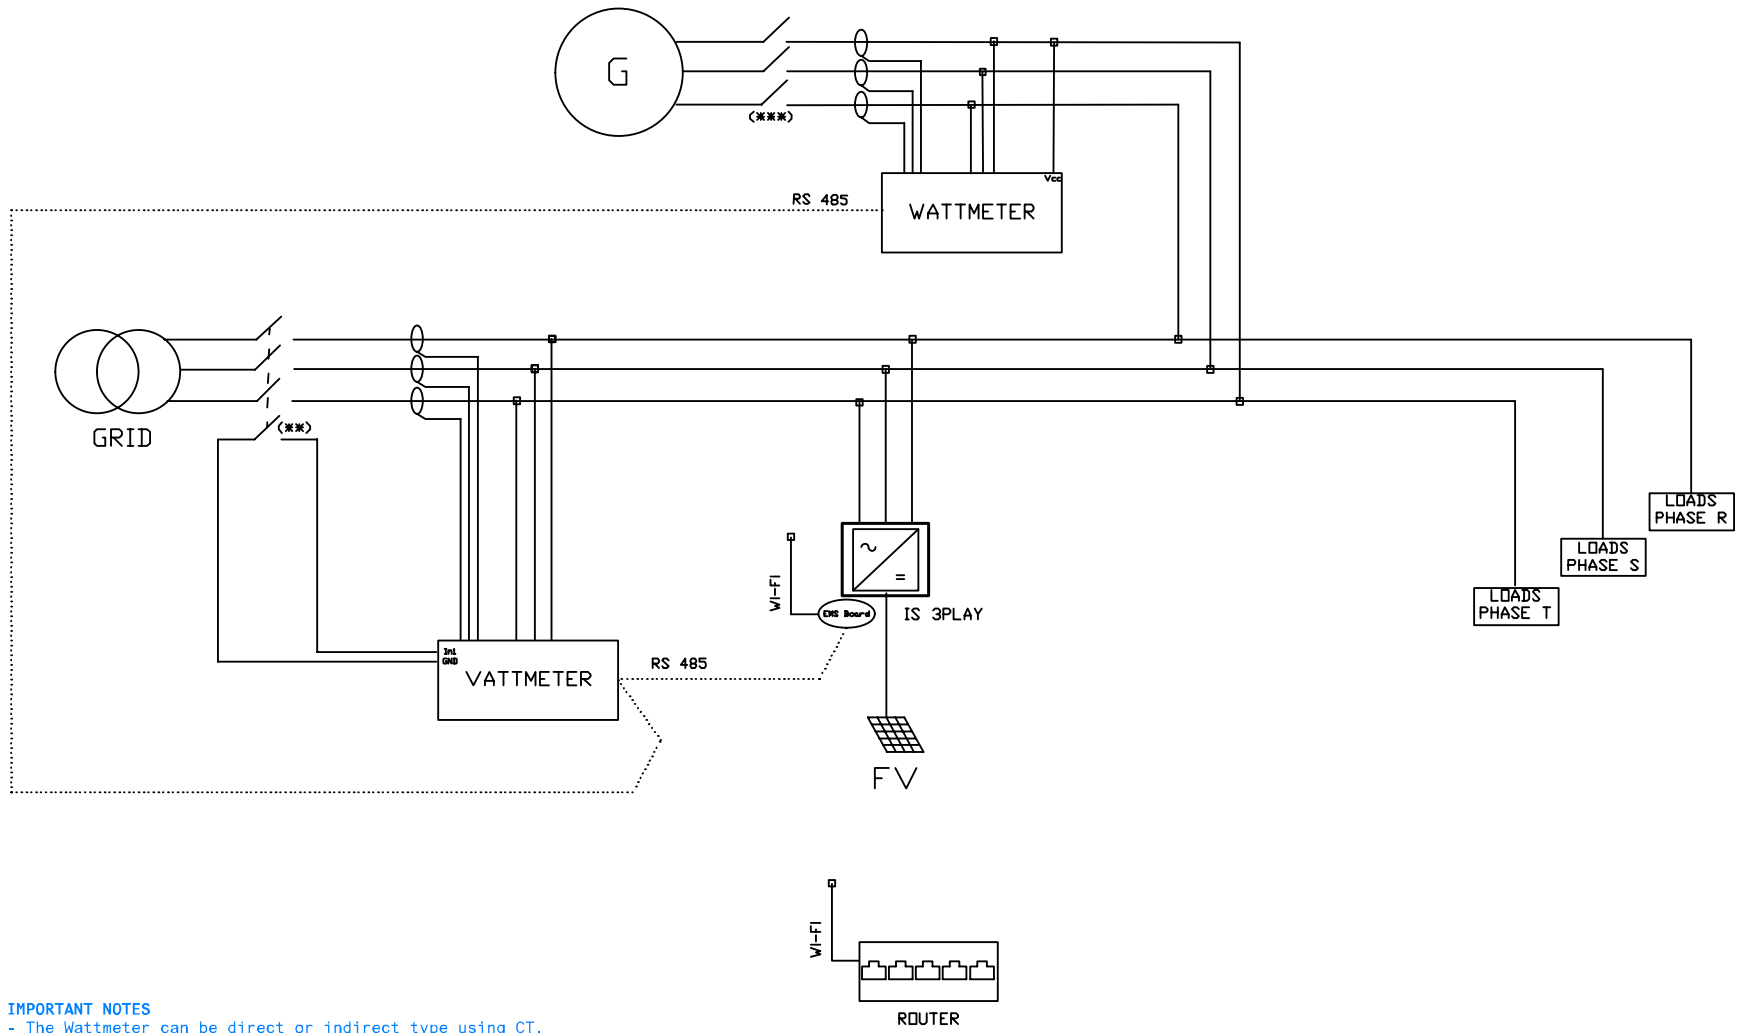 G
(***)
Vcc
RS 485
WATTMETER
GRID
(**)
LOADS
PHASE R
LOADS
PHASE S
LOADS
PHASE T
WI-FI
EMS Board
IS 3PLAY
In1
GND
VATTMETER
RS 485
FV
WI-FI
ROUTER
IMPORTANT NOTES
- The Wattmeter can be direct or indirect type using CT.